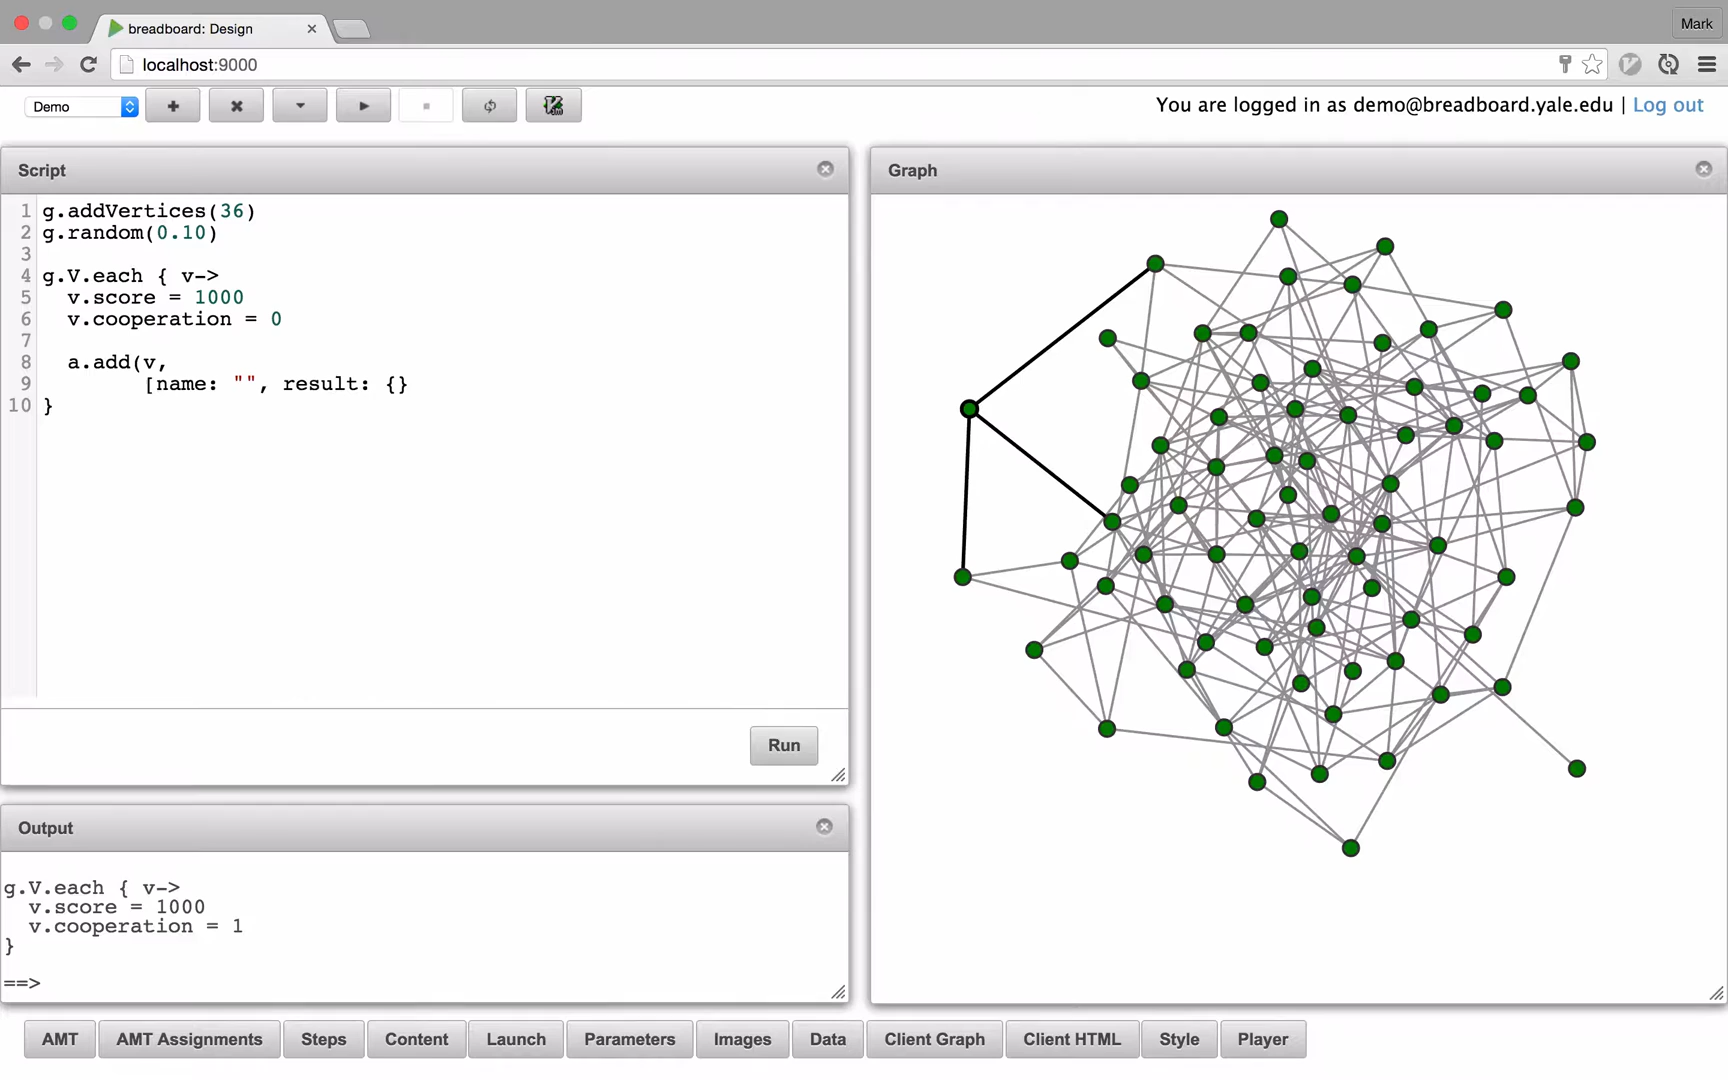 breadboard: Design
Mark
localhost:9000
Demo
You are logged in as demo@breadboard.yale.edu | Log out
Script
1 g.addVertices(36)
2 g.random(0.10)
3
4 g.V.each { v->
5   v.score = 1000
6   v.cooperation = 0
7
8   a.add(v,
9         [name: "", result: {}
10 }
Run
Output
g.V.each { v->
  v.score = 1000
  v.cooperation = 1
}
==>
Graph
AMT
AMT Assignments
Steps
Content
Launch
Parameters
Images
Data
Client Graph
Client HTML
Style
Player